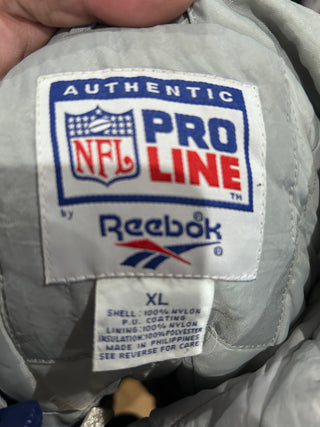 AUTHENTIC
NFL
PRO
LINE™
by
Reebok®
®
XL
SHELL: 100% NYLON
P.U. COATING
LINING: 100% NYLON
INSULATION: 100% POLYESTER
MADE IN PHILIPPINES
SEE REVERSE FOR CARE